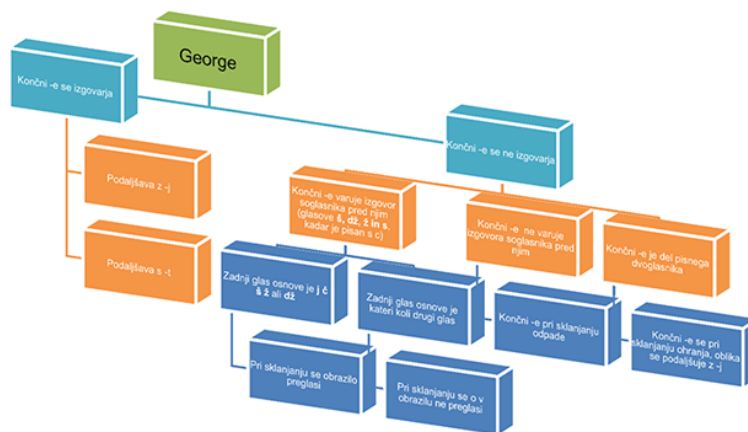 George
Končni -e se izgovarja
Končni -e se ne izgovarja
Podaljšava z -j
Podaljšava s -t
Končni -e varuje izgovor
soglasnika pred njim
(glasove š, dž, ž in s,
kadar je pisan s c)
Končni -e ne varuje
izgovora soglasnika pred
njim
Končni -e je del pisnega
dvoglasnika
Zadnji glas osnove je j č
š ž ali dž
Zadnji glas osnove je
kateri koli drugi glas
Končni -e pri sklanjanju
odpade
Končni -e se pri
sklanjanju ohranja, oblika
se podaljšuje z -j
Pri sklanjanju se obrazilo
preglasi
Pri sklanjanju se o v
obrazilu ne preglasi